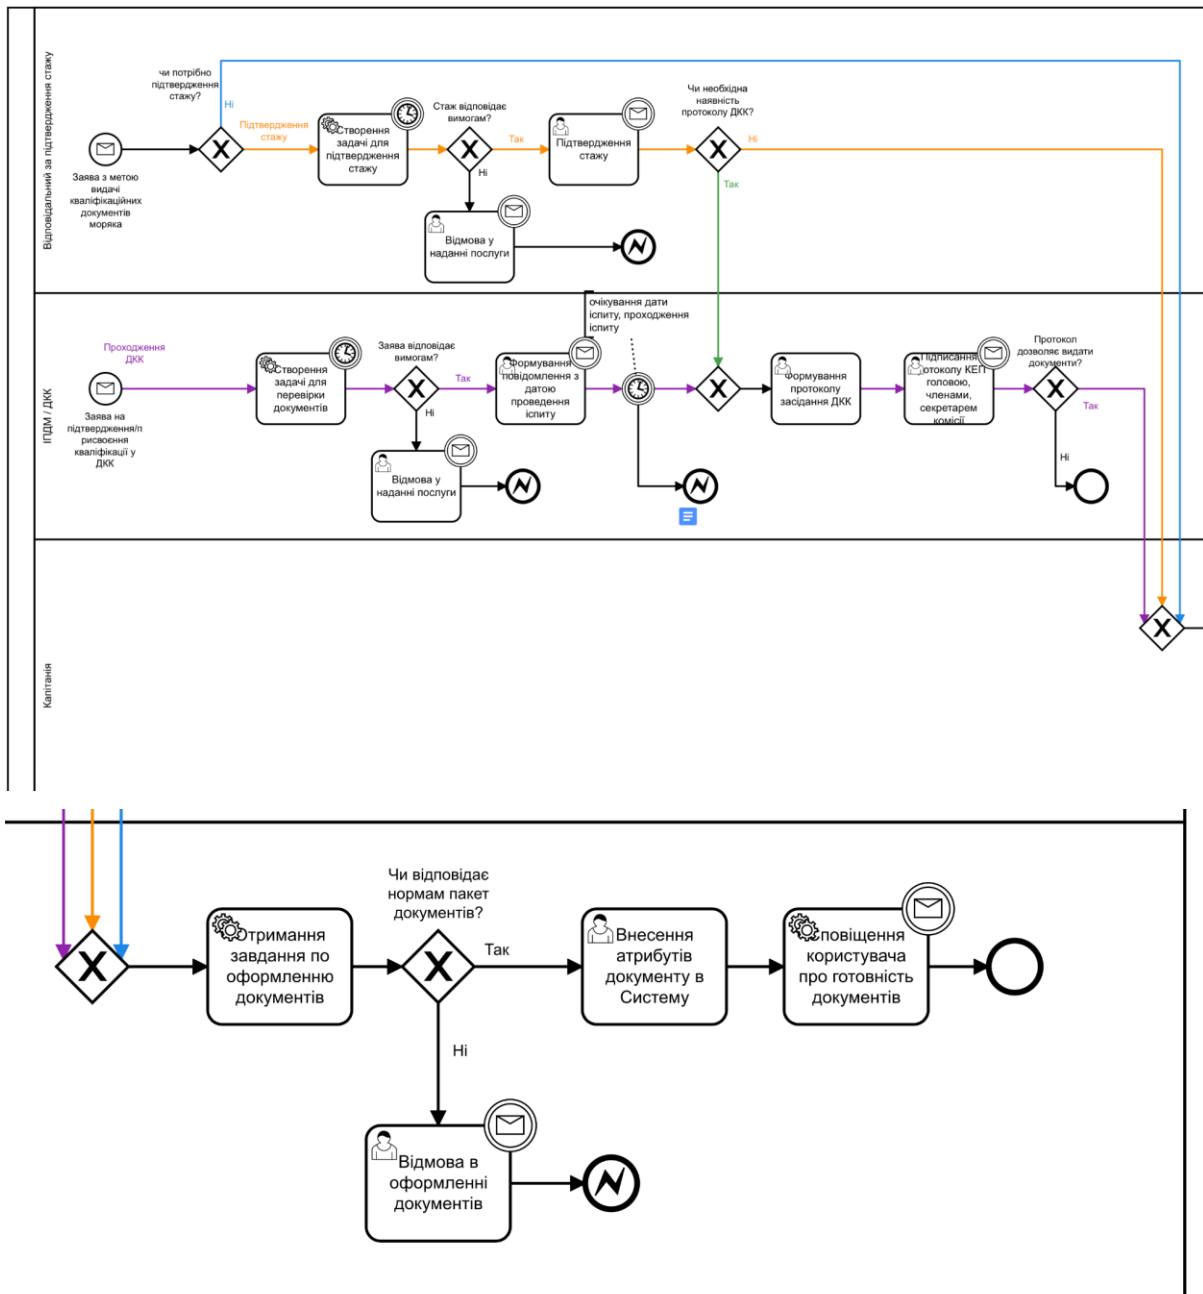 Відповідальний за підтвердження стажу
чи потрібно
підтвердження
стажу?
Ні
Підтвердження
стажу
Заява з метою
видачі
кваліфікаційних
документів
моряка
Створення
задачі для
підтвердження
стажу
Стаж відповідає
вимогам?
Так
Ні
Відмова у
наданні послуги
Підтвердження
стажу
Чи необхідна
наявність
протоколу ДКК?
Ні
Так
ІПДМ / ДКК
Проходження
ДКК
Заява на
підтвердження/п
рисвоєння
кваліфікації у
ДКК
Створення
задачі для
перевірки
документів
Заява відповідає
вимогам?
Так
Ні
Відмова у
наданні послуги
Формування
повідомлення з
датою
проведення
іспиту
очікування дати
іспиту, проходження
іспиту
Формування
протоколу
засідання ДКК
Підписання
протоколу КЕП
головою,
членами,
секретарем
комісії
Протокол
дозволяє видати
документи?
Так
Ні
Капітанія
Отримання
завдання по
оформленню
документів
Чи відповідає
нормам пакет
документів?
Так
Ні
Відмова в
оформленні
документів
Внесення
атрибутів
документу в
Систему
Сповіщення
користувача
про готовність
документів